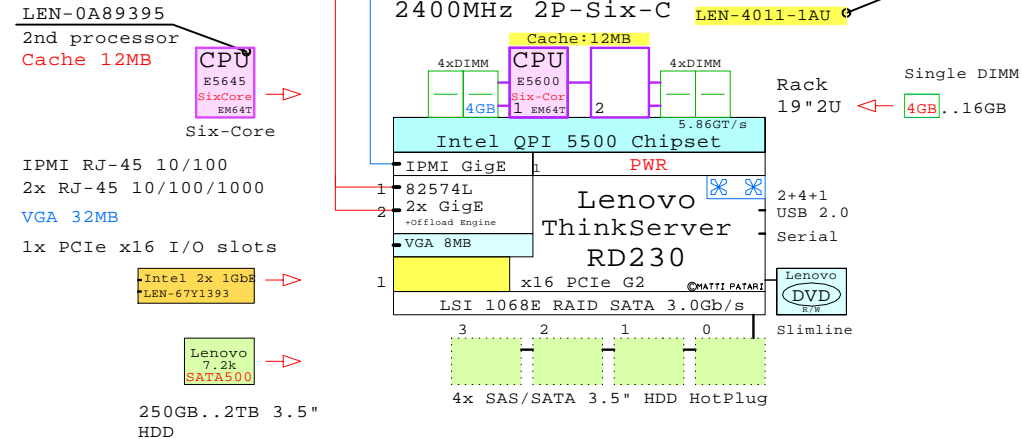 LEN-0A89395
2nd processor
Cache 12MB
CPU
E5645
SixCore
EM64T
Six-Core
2400MHz 2P-Six-C
LEN-4011-1AU
Cache:12MB
4xDIMM
4GB
CPU
E5600
Six-Cor
1 EM64T
2
4xDIMM
Rack
19"2U
Single DIMM
4GB..16GB
5.86GT/s
Intel QPI 5500 Chipset
IPMI RJ-45 10/100
2x RJ-45 10/100/1000
VGA 32MB
1x PCIe x16 I/O slots
IPMI GigE
1
PWR
1
82574L
2
2x GigE
+Offload Engine
VGA 8MB
Lenovo
ThinkServer
RD230
2+4+1
USB 2.0
Serial
1
x16 PCIe G2
©MATTI PATARI
LSI 1068E RAID SATA 3.0Gb/s
Intel 2x 1GbE
LEN-67Y1393
Lenovo
DVD
R/W
Slimline
3 2 1 0
4x SAS/SATA 3.5" HDD HotPlug
Lenovo
7.2k
SATA500
250GB..2TB 3.5"
HDD